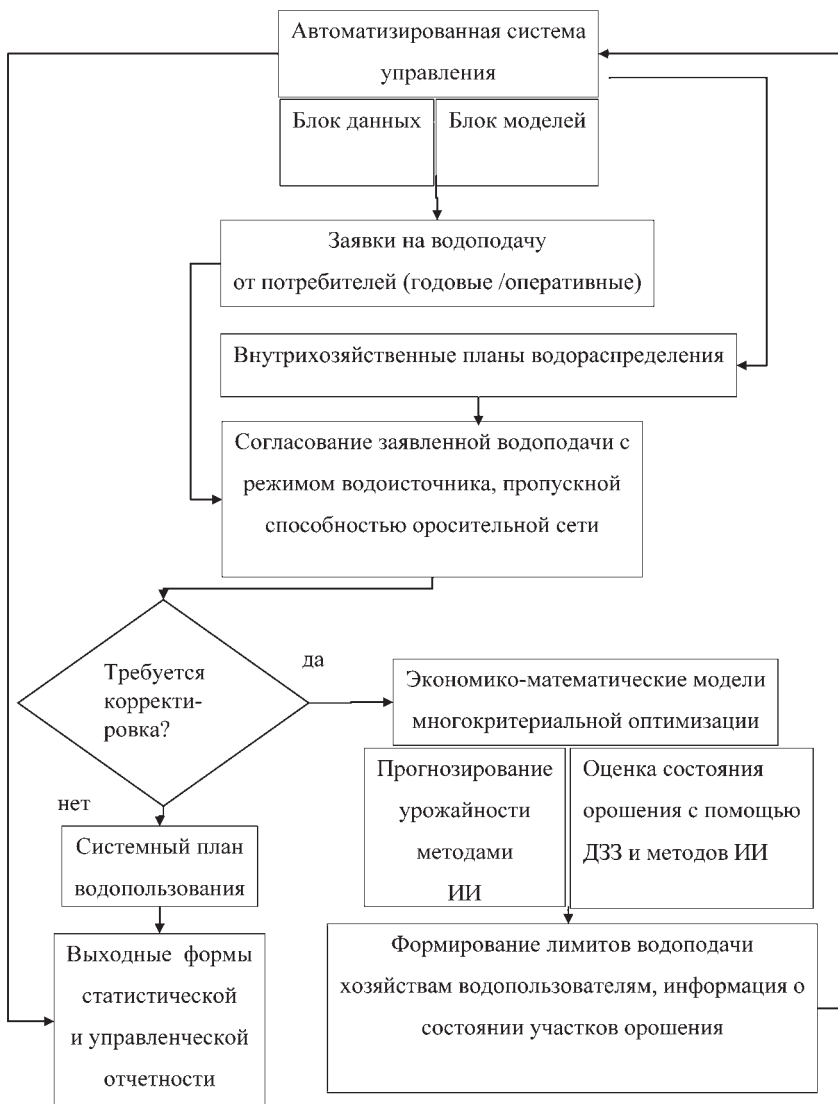 Автоматизированная система
управления
Блок данных
Блок моделей
Заявки на водоподачу
от потребителей (годовые /оперативные)
Внутрихозяйственные планы водораспределения
Согласование заявленной водоподачи с
режимом водоисточника, пропускной
способностью оросительной сети
Требуется
корректи-
ровка?
да
нет
Экономико-математические модели
многокритериальной оптимизации
Прогнозирование
урожайности
методами
ИИ
Оценка состояния
орошения с помощью
ДЗЗ и методов ИИ
Системный план
водопользования
Выходные формы
статистической
и управленческой
отчетности
Формирование лимитов водоподачи
хозяйствам водопользователям, информация о
состоянии участков орошения